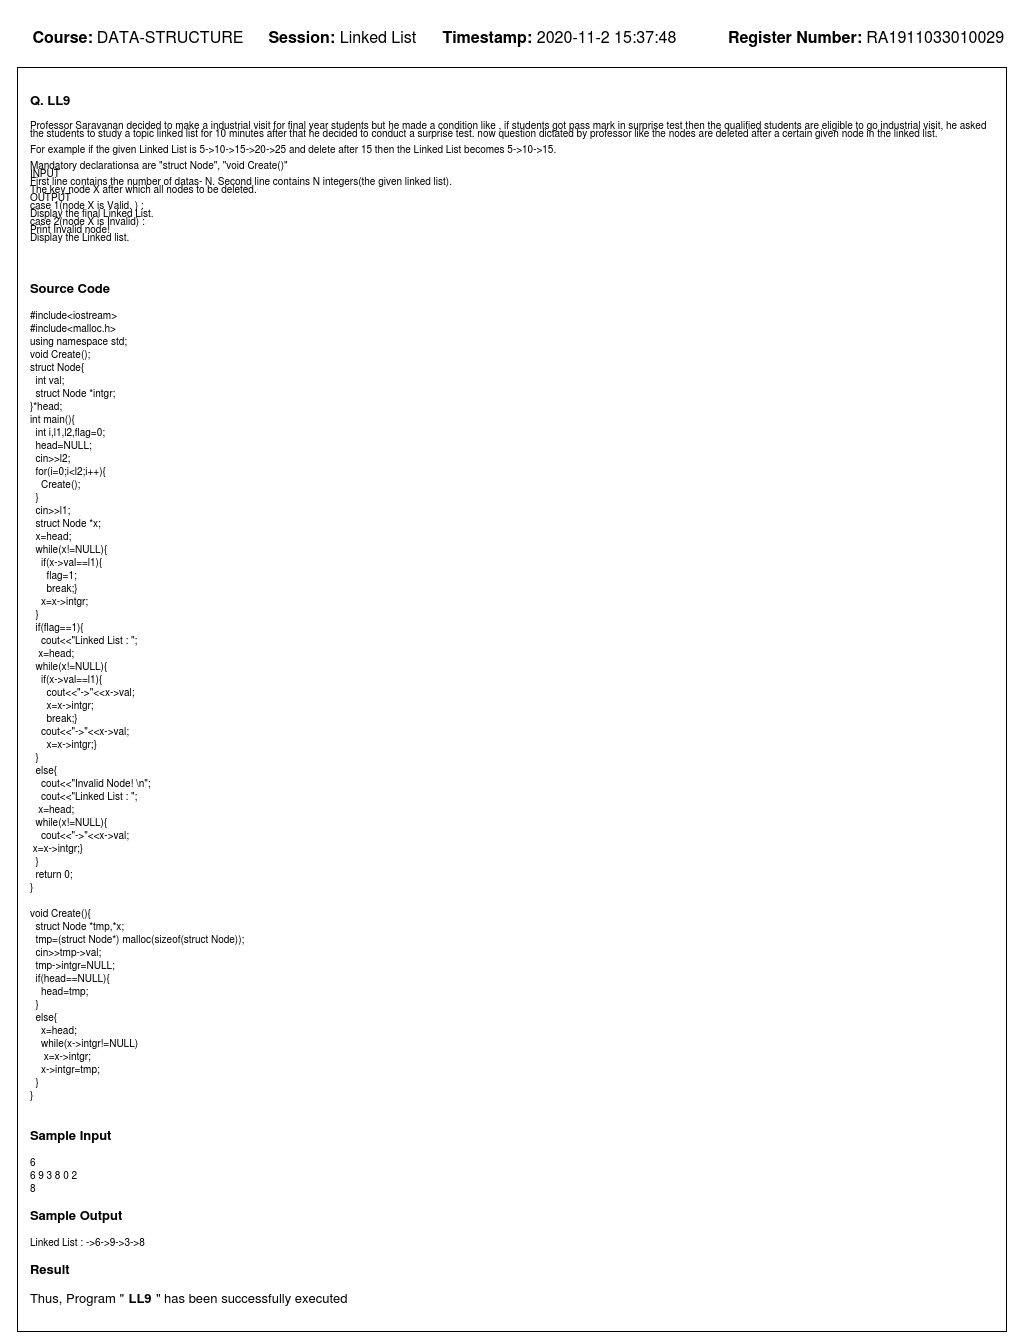 Course: DATA-STRUCTURE Session: Linked List Timestamp: 2020-11-2 15:37:48 Register Number: RA1911033010029
Q. LL9
Professor Saravanan decided to make a industrial visit for final year students but he made a condition like , if students got pass mark in surprise test then the qualified students are eligible to go industrial visit, he asked
the students to study a topic linked list for 10 minutes after that he decided to conduct a surprise test. now question dictated by professor like the nodes are deleted after a certain given node in the linked list.
For example if the given Linked List is 5->10->15->20->25 and delete after 15 then the Linked List becomes 5->10->15.
Mandatory declarationsa are "struct Node", "void Create()"
INPUT
First line contains the number of datas- N. Second line contains N integers(the given linked list).
The key node X after which all nodes to be deleted.
OUTPUT
case 1(node X is Valid. ) :
Display the final Linked List.
case 2(node X is Invalid) :
Print Invalid node!
Display the Linked list.
Source Code
#include<iostream>
#include<malloc.h>
using namespace std;
void Create();
struct Node{
int val;
struct Node *intgr;
}*head;
int main(){
int i,l1,l2,flag=0;
head=NULL;
cin>>l2;
for(i=0;i<l2;i++){
Create();
}
cin>>l1;
struct Node *x;
x=head;
while(x!=NULL){
if(x->val==l1){
flag=1;
break;}
x=x->intgr;
}
if(flag==1){
cout<<"Linked List : ";
x=head;
while(x!=NULL){
if(x->val==l1){
cout<<"->"<<x->val;
x=x->intgr;
break;}
cout<<"->"<<x->val;
x=x->intgr;}
}
else{
cout<<"Invalid Node! \n";
cout<<"Linked List : ";
x=head;
while(x!=NULL){
cout<<"->"<<x->val;
x=x->intgr;}
}
return 0;
}
void Create(){
struct Node *tmp,*x;
tmp=(struct Node*) malloc(sizeof(struct Node));
cin>>tmp->val;
tmp->intgr=NULL;
if(head==NULL){
head=tmp;
}
else{
x=head;
while(x->intgr!=NULL)
x=x->intgr;
x->intgr=tmp;
}
}
Sample Input
6
6 9 3 8 0 2
8
Sample Output
Linked List : ->6->9->3->8
Result
Thus, Program " LL9 " has been successfully executed